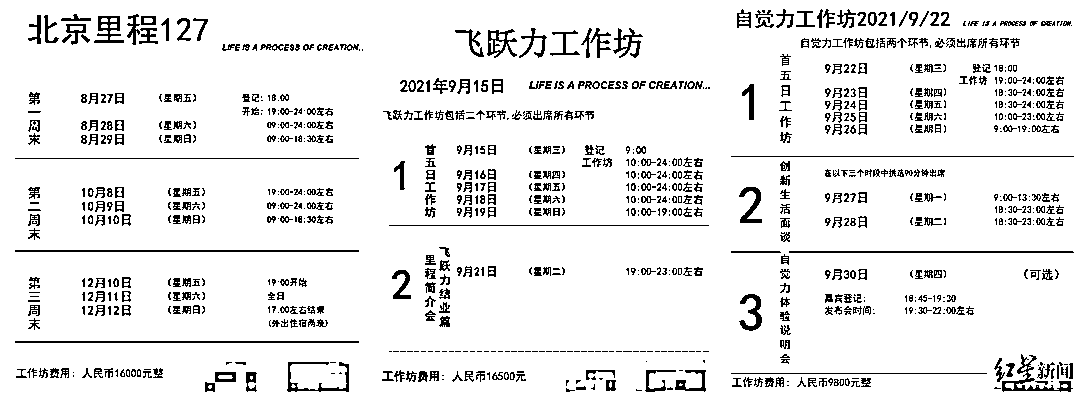 北京里程127
LIFE IS A PROCESS OF CREATION...
第一周末
8月27日 (星期五) 登记: 18:00
开始: 19:00-24:00左右
8月28日 (星期六) 09:00-24:00左右
8月29日 (星期日) 09:00-18:30左右
第二周末
10月8日 (星期五) 19:00-24:00左右
10月9日 (星期六) 09:00-24:00左右
10月10日 (星期日) 09:00-18:30左右
第三周末
12月10日 (星期五) 19:00开始
12月11日 (星期六) 全日
12月12日 (星期日) 17:00左右结束
(外出住宿两晚)
工作坊费用: 人民币16000元整
飞跃力工作坊
2021年9月15日 LIFE IS A PROCESS OF CREATION...
飞跃力工作坊包括二个环节, 必须出席所有环节
1
首五日工作坊
9月15日 (星期三) 登记 9:00
工作坊 10:00-24:00左右
9月16日 (星期四) 10:00-24:00左右
9月17日 (星期五) 10:00-24:00左右
9月18日 (星期六) 10:00-24:00左右
9月19日 (星期日) 10:00-19:00左右
2
飞跃力结业篇
里程简介会
9月21日 (星期二) 19:00-23:00左右
工作坊费用: 人民币16500元
自觉力工作坊2021/9/22 LIFE IS A PROCESS OF CREATION.
自觉力工作坊包括两个环节, 必须出席所有环节
1
首五日工作坊
9月22日 (星期三) 登记 18:00
工作坊 19:00-24:00左右
9月23日 (星期四) 18:30-24:00左右
9月24日 (星期五) 18:30-24:00左右
9月25日 (星期六) 10:00-23:00左右
9月26日 (星期日) 9:00-19:00左右
2
创新生活面谈
在以下三个时段中挑选90分钟出席
9月27日 (星期一) 9:00-13:30左右
18:30-23:00左右
9月28日 (星期二) 18:30-23:00左右
3
自觉力体验说明会
9月30日 (星期四) (可选)
嘉宾登记: 18:45-19:30
发布会时间: 19:30-22:00左右
工作坊费用: 人民币9800元整
红星新闻